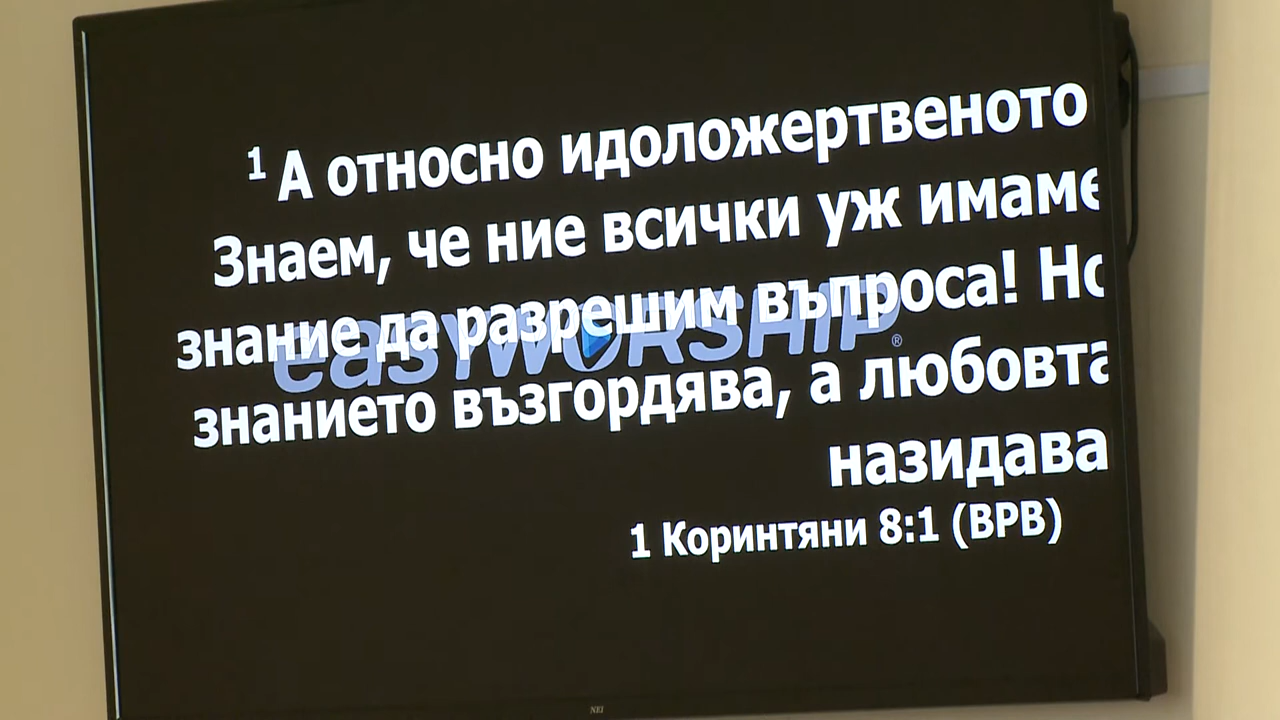 ¹ А относно идоложертвеното
Знаем, че ние всички уж имаме
знание да разрешим въпроса! Но
знанието възгордява, а любовта
назидава
1 Коринтяни 8:1 (ВРВ)
easyworship®
NEI